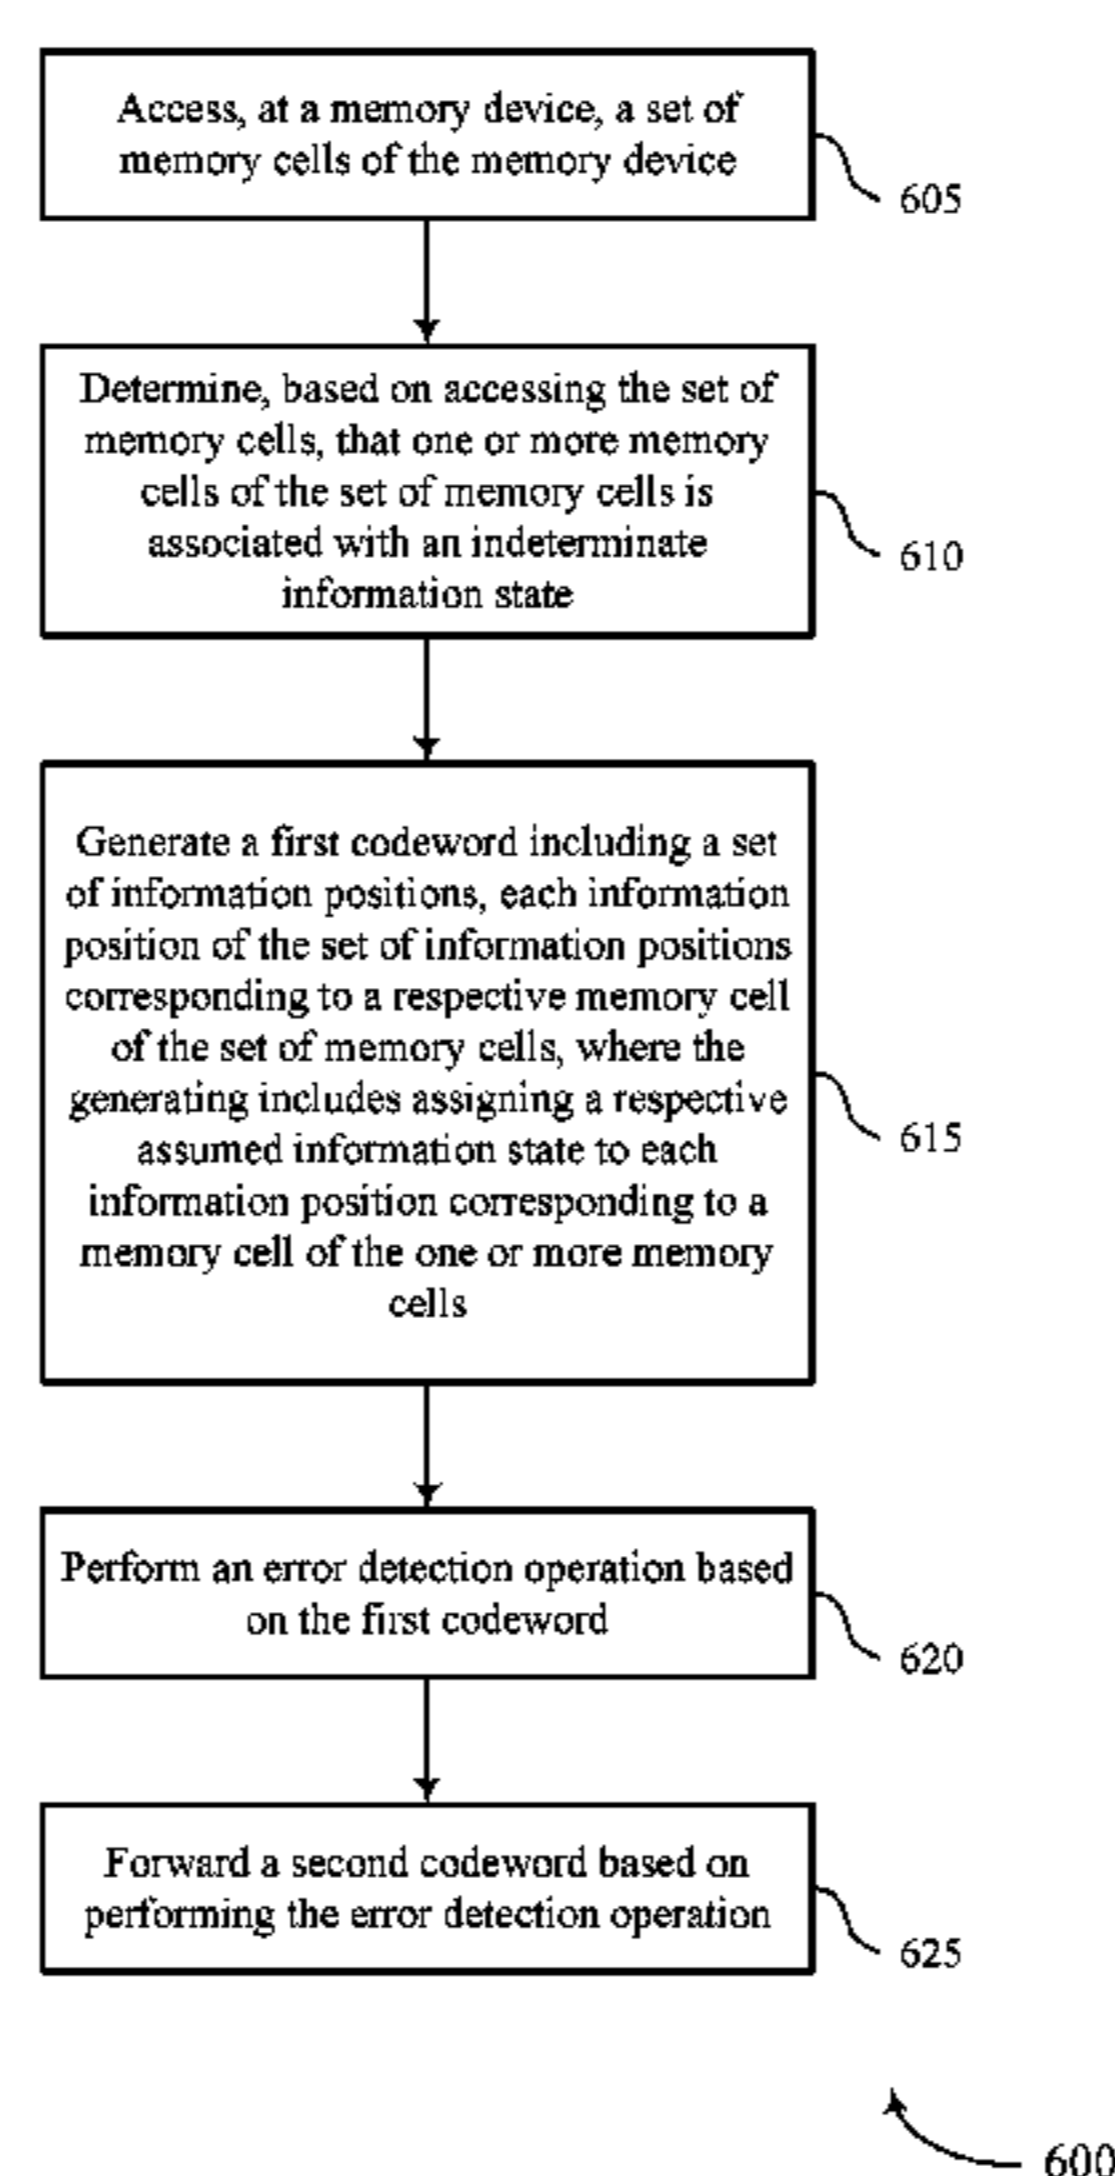 Access, at a memory device, a set of
memory cells of the memory device
605
Determine, based on accessing the set of
memory cells, that one or more memory
cells of the set of memory cells is
associated with an indeterminate
information state
610
Generate a first codeword including a set
of information positions, each information
position of the set of information positions
corresponding to a respective memory cell
of the set of memory cells, where the
generating includes assigning a respective
assumed information state to each
information position corresponding to a
memory cell of the one or more memory
cells
615
Perform an error detection operation based
on the first codeword
620
Forward a second codeword based on
performing the error detection operation
625
600